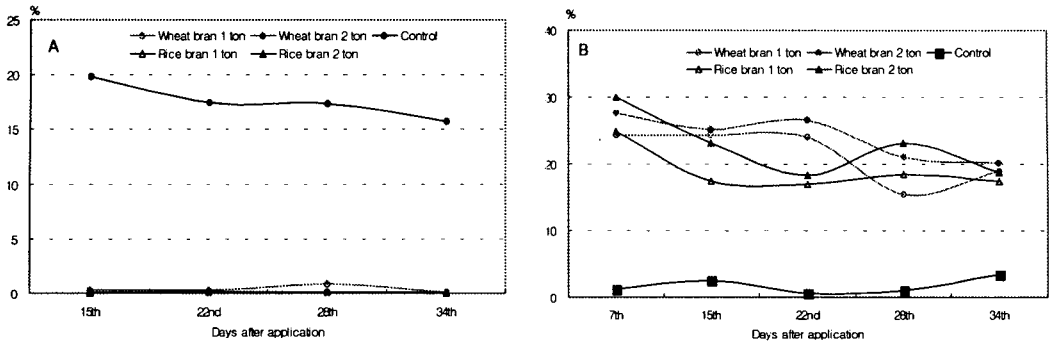 %
25
20
15
10
5
0
A
Wheat bran 1 ton Wheat bran 2 ton Control
Rice bran 1 ton Rice bran 2 ton
15th 22nd 28th 34th
Days after application
%
40
30
20
10
0
B
Wheat bran 1 ton Wheat bran 2 ton Control
Rice bran 1 ton Rice bran 2 ton
7th 15th 22nd 28th 34th
Days after application